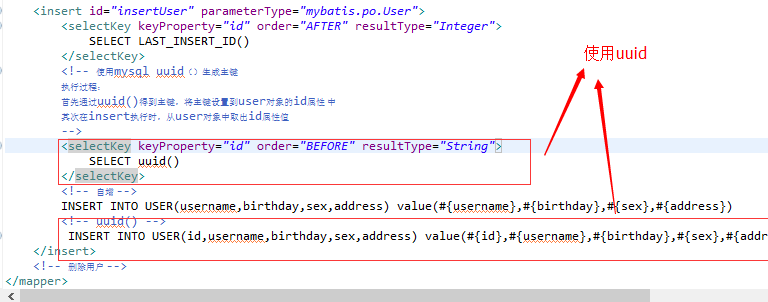 <insert id="insertUser" parameterType="mybatis.po.User">
<selectKey keyProperty="id" order="AFTER" resultType="Integer">
SELECT LAST_INSERT_ID()
</selectKey>
<!-- 使用mysql uuid（）生成主键
执行过程：
首先通过uuid()得到主键，将主键设置到user对象的id属性中
其次在insert执行时，从user对象中取出id属性值
-->
<selectKey keyProperty="id" order="BEFORE" resultType="String">
SELECT uuid()
</selectKey>
<!-- 自增 -->
INSERT INTO USER(username,birthday,sex,address) value(#{username},#{birthday},#{sex},#{address})
<!-- uuid() -->
INSERT INTO USER(id,username,birthday,sex,address) value(#{id},#{username},#{birthday},#{sex},#{addr
</insert>
<!-- 删除用户 -->
</mapper>
使用uuid